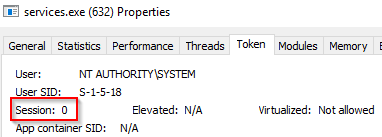 services.exe (632) Properties
General Statistics Performance Threads Token Modules Memory
User: NT AUTHORITY\SYSTEM
User SID: S-1-5-18
Session: 0 Elevated: N/A Virtualized: Not allowed
App container SID: N/A